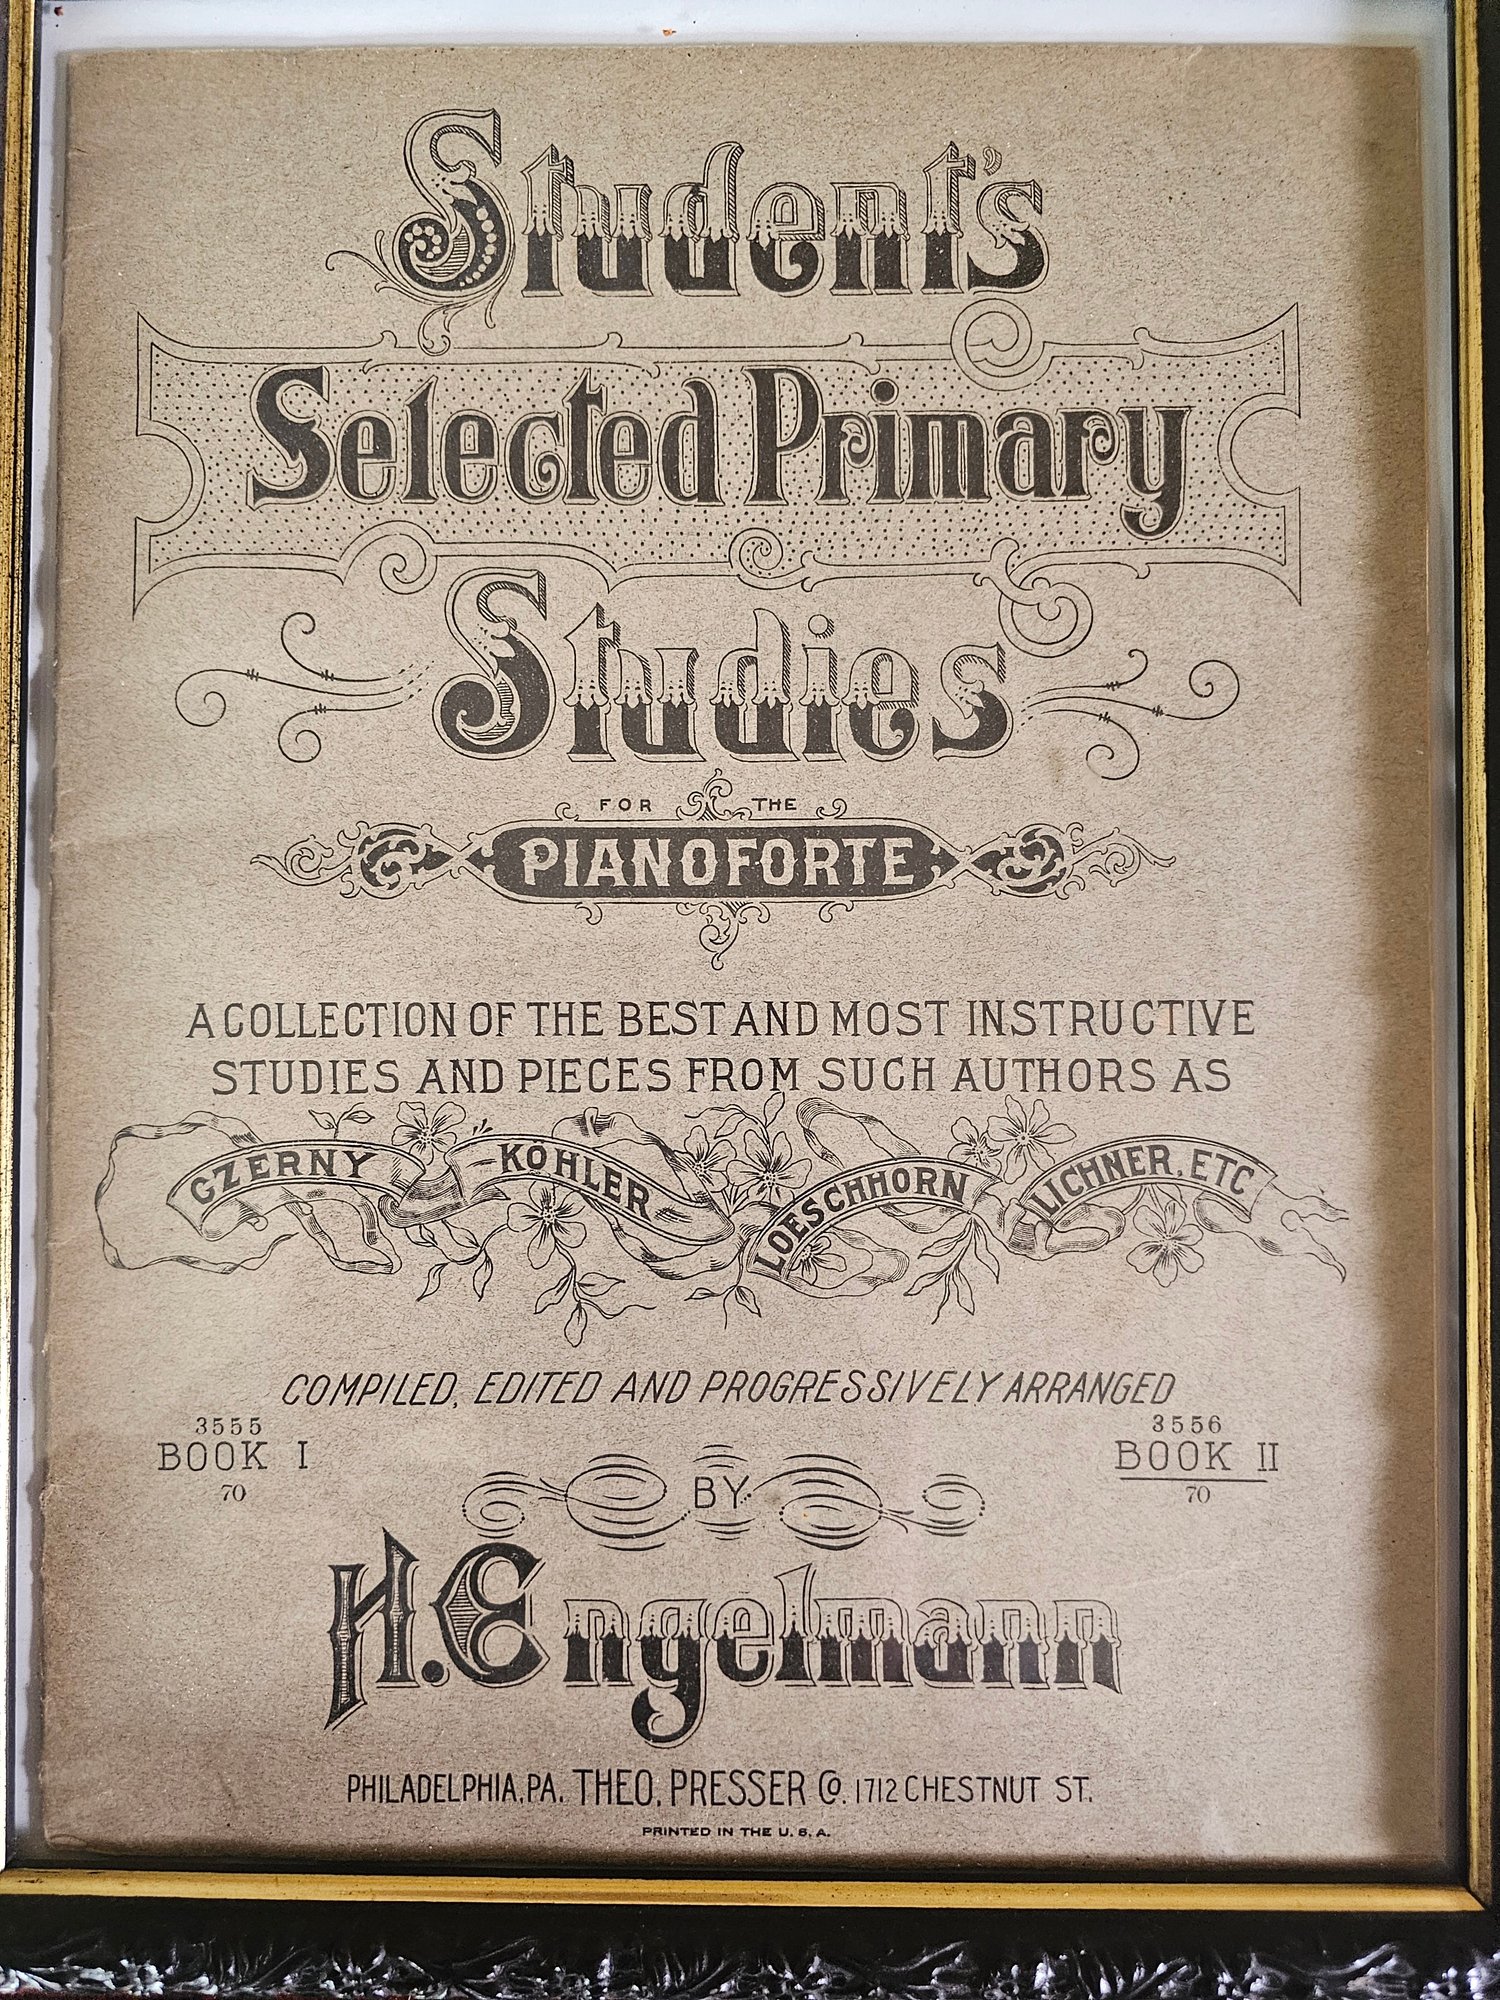 Student's
Selected Primary
Studies
FOR THE
PIANOFORTE
A COLLECTION OF THE BEST AND MOST INSTRUCTIVE
STUDIES AND PIECES FROM SUCH AUTHORS AS
CZERNY KÖHLER LOESCHHORN LICHNER, ETC
COMPILED, EDITED AND PROGRESSIVELY ARRANGED
3555
BOOK I
70
3556
BOOK II
70
BY
H. Engelmann
PHILADELPHIA, PA. THEO. PRESSER CO. 1712 CHESTNUT ST.
PRINTED IN THE U. S. A.